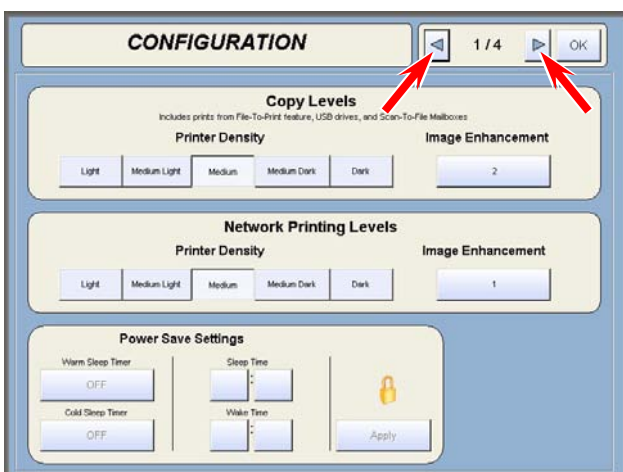 CONFIGURATION
1 / 4
OK
Copy Levels
Includes prints from File-To-Print feature, USB drives, and Scan-To-File Mailboxes
Printer Density
Image Enhancement
Light Medium Light Medium Medium Dark Dark
2
Network Printing Levels
Printer Density
Image Enhancement
Light Medium Light Medium Medium Dark Dark
1
Power Save Settings
Warm Sleep Timer
OFF
Cold Sleep Timer
OFF
Sleep Time
:
Wake Time
:
Apply